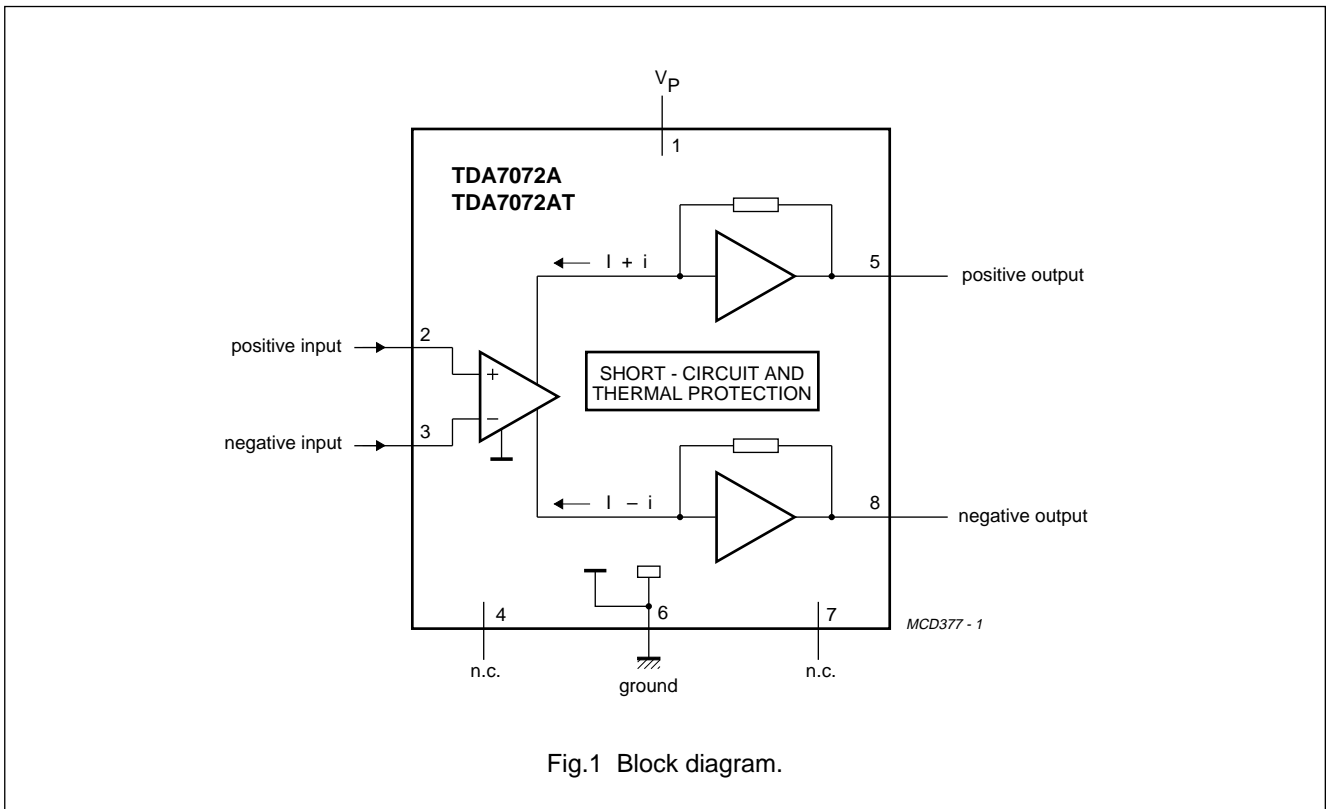 VP
1
TDA7072A
TDA7072AT
I + i
5
positive output
2
positive input
+
SHORT - CIRCUIT AND
THERMAL PROTECTION
−
negative input
3
I − i
8
negative output
4
6
7
MCD377 - 1
n.c.
ground
n.c.
Fig.1 Block diagram.